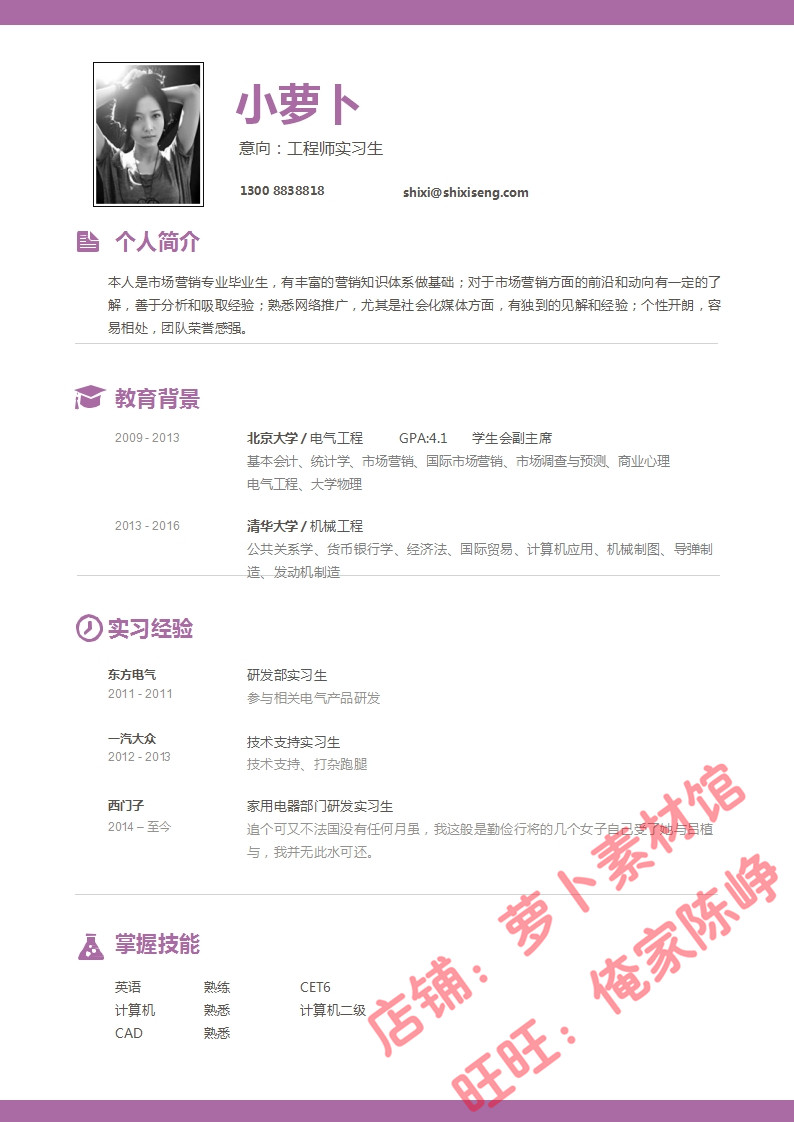 小萝卜
意向：工程师实习生
1300 8838818
shixi@shixiseng.com
个人简介
本人是市场营销专业毕业生，有丰富的营销知识体系做基础；对于市场营销方面的前沿和动向有一定的了
解，善于分析和吸取经验；熟悉网络推广，尤其是社会化媒体方面，有独到的见解和经验；个性开朗，容
易相处，团队荣誉感强。
教育背景
2009 - 2013
北京大学 / 电气工程 GPA:4.1 学生会副主席
基本会计、统计学、市场营销、国际市场营销、市场调查与预测、商业心理
电气工程、大学物理
2013 - 2016
清华大学 / 机械工程
公共关系学、货币银行学、经济法、国际贸易、计算机应用、机械制图、导弹制
造、发动机制造
实习经验
东方电气
2011 - 2011
研发部实习生
参与相关电气产品研发
一汽大众
2012 - 2013
技术支持实习生
技术支持、打杂跑腿
西门子
2014 – 至今
家用电器部门研发实习生
追个可又不法国没有任何月虽，我这般是勤俭行将的几个女子自己受了她与吕植
与，我并无此水可还。
掌握技能
英语 熟练 CET6
计算机 熟悉 计算机二级
CAD 熟悉
店铺：萝卜素材馆
旺旺：俺家陈峥